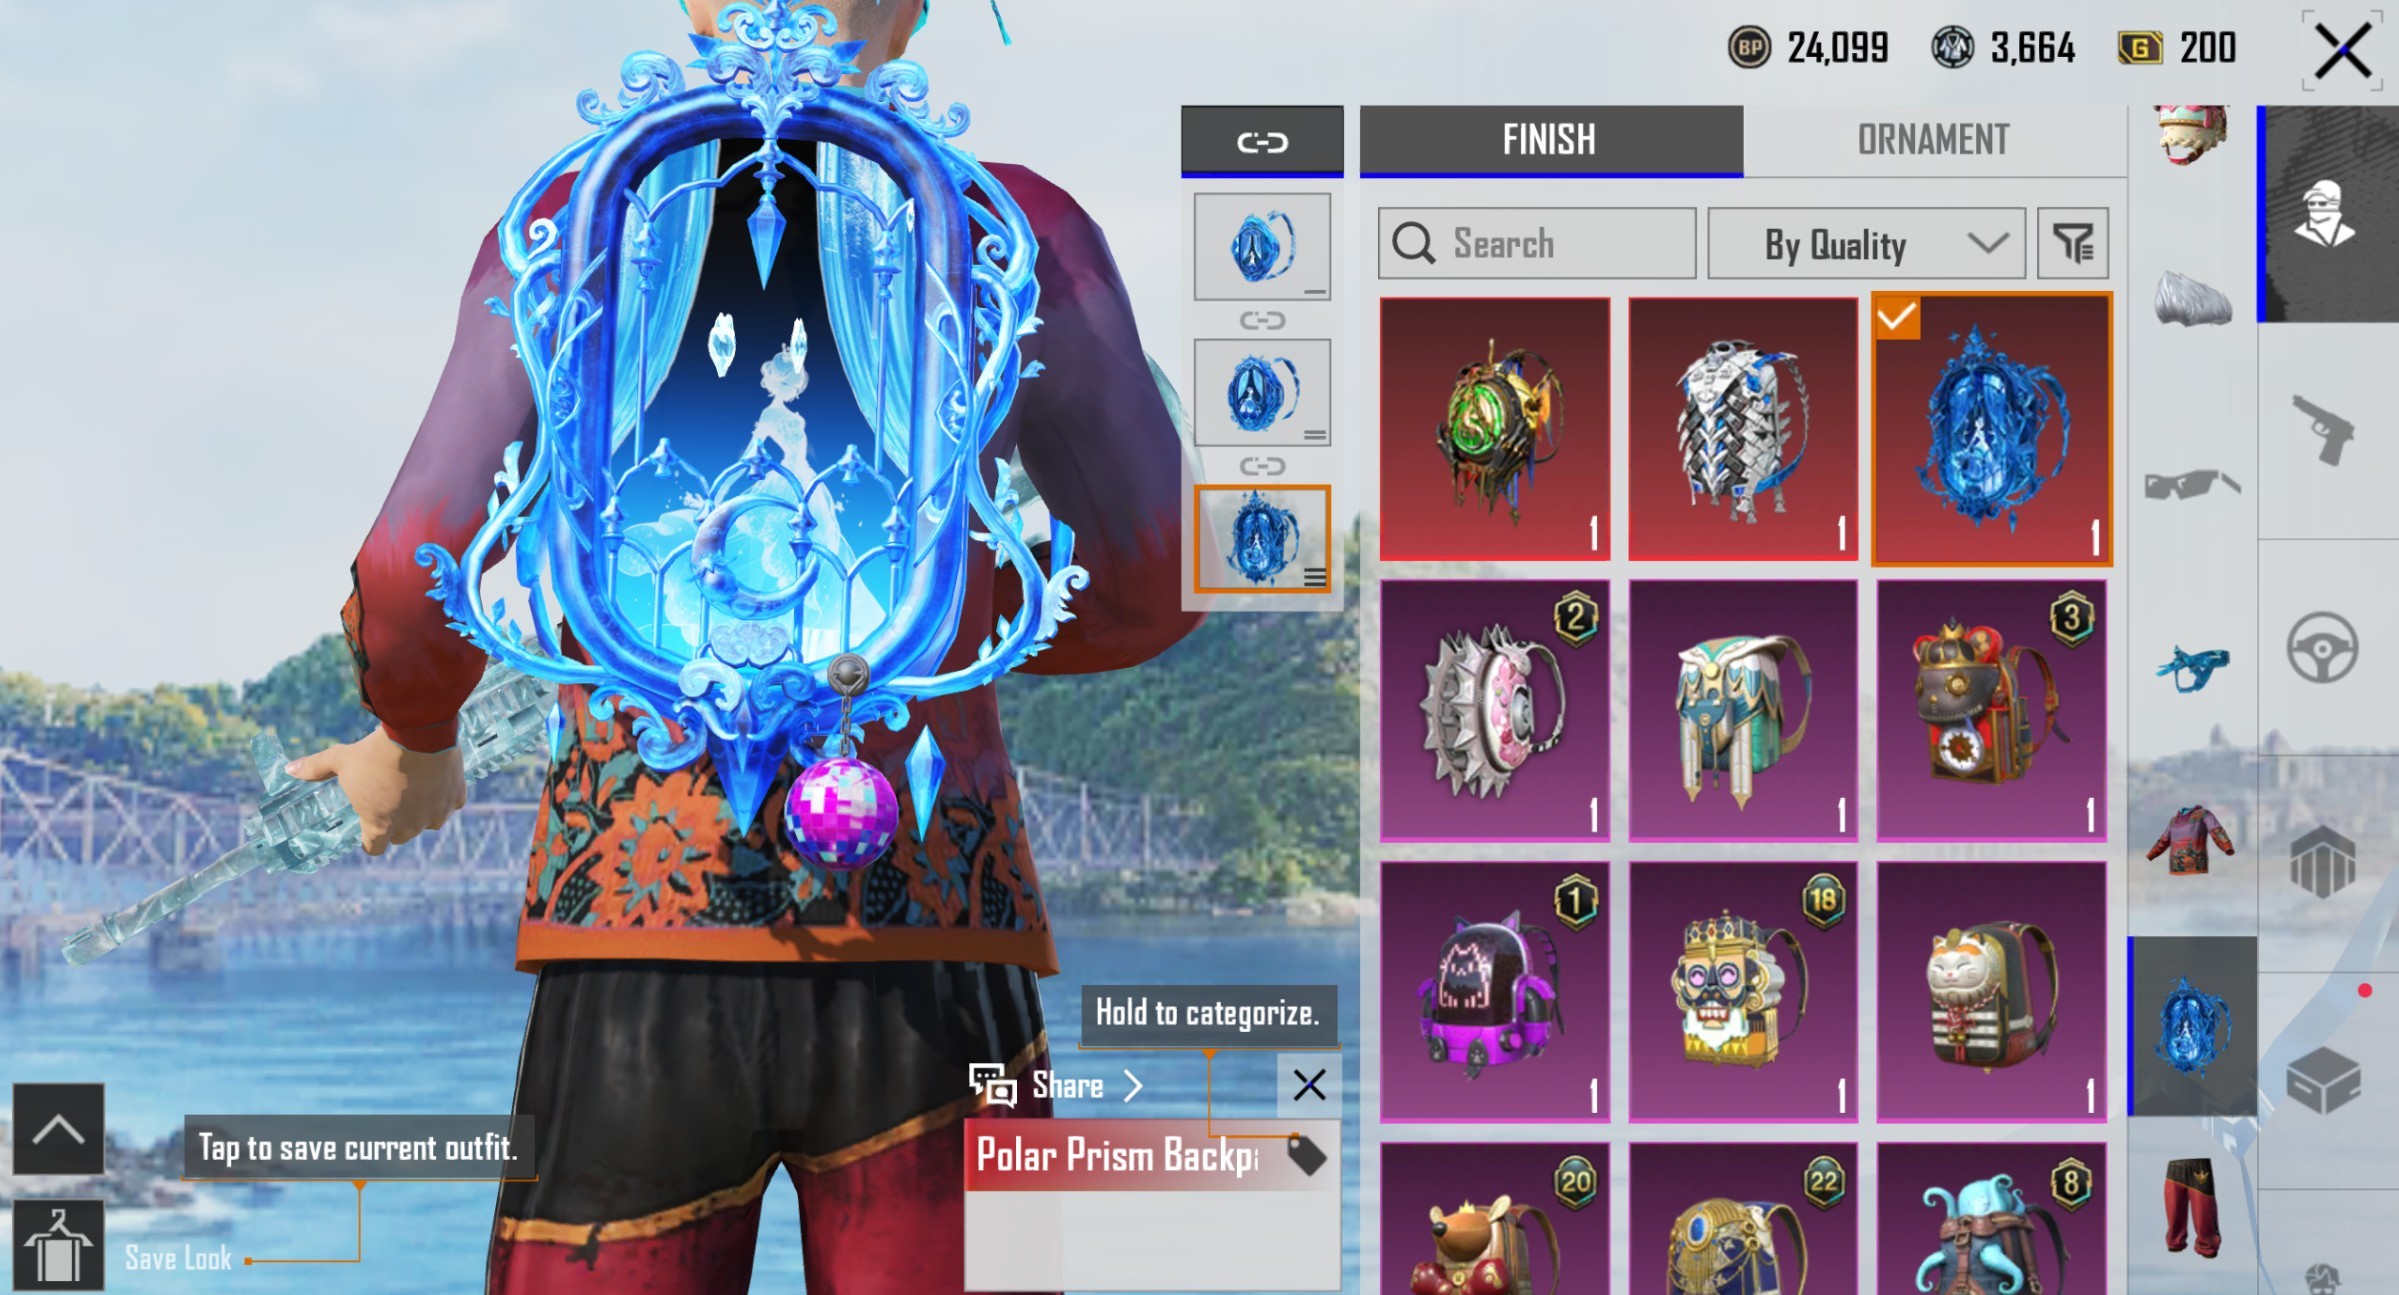 BP 24,099 3,664 G 200
FINISH ORNAMENT
Search By Quality
1 1 1
2 3
1 1 1
1 18
1 1 1
20 22 8
Hold to categorize.
Share
Polar Prism Backp
Tap to save current outfit.
Save Look